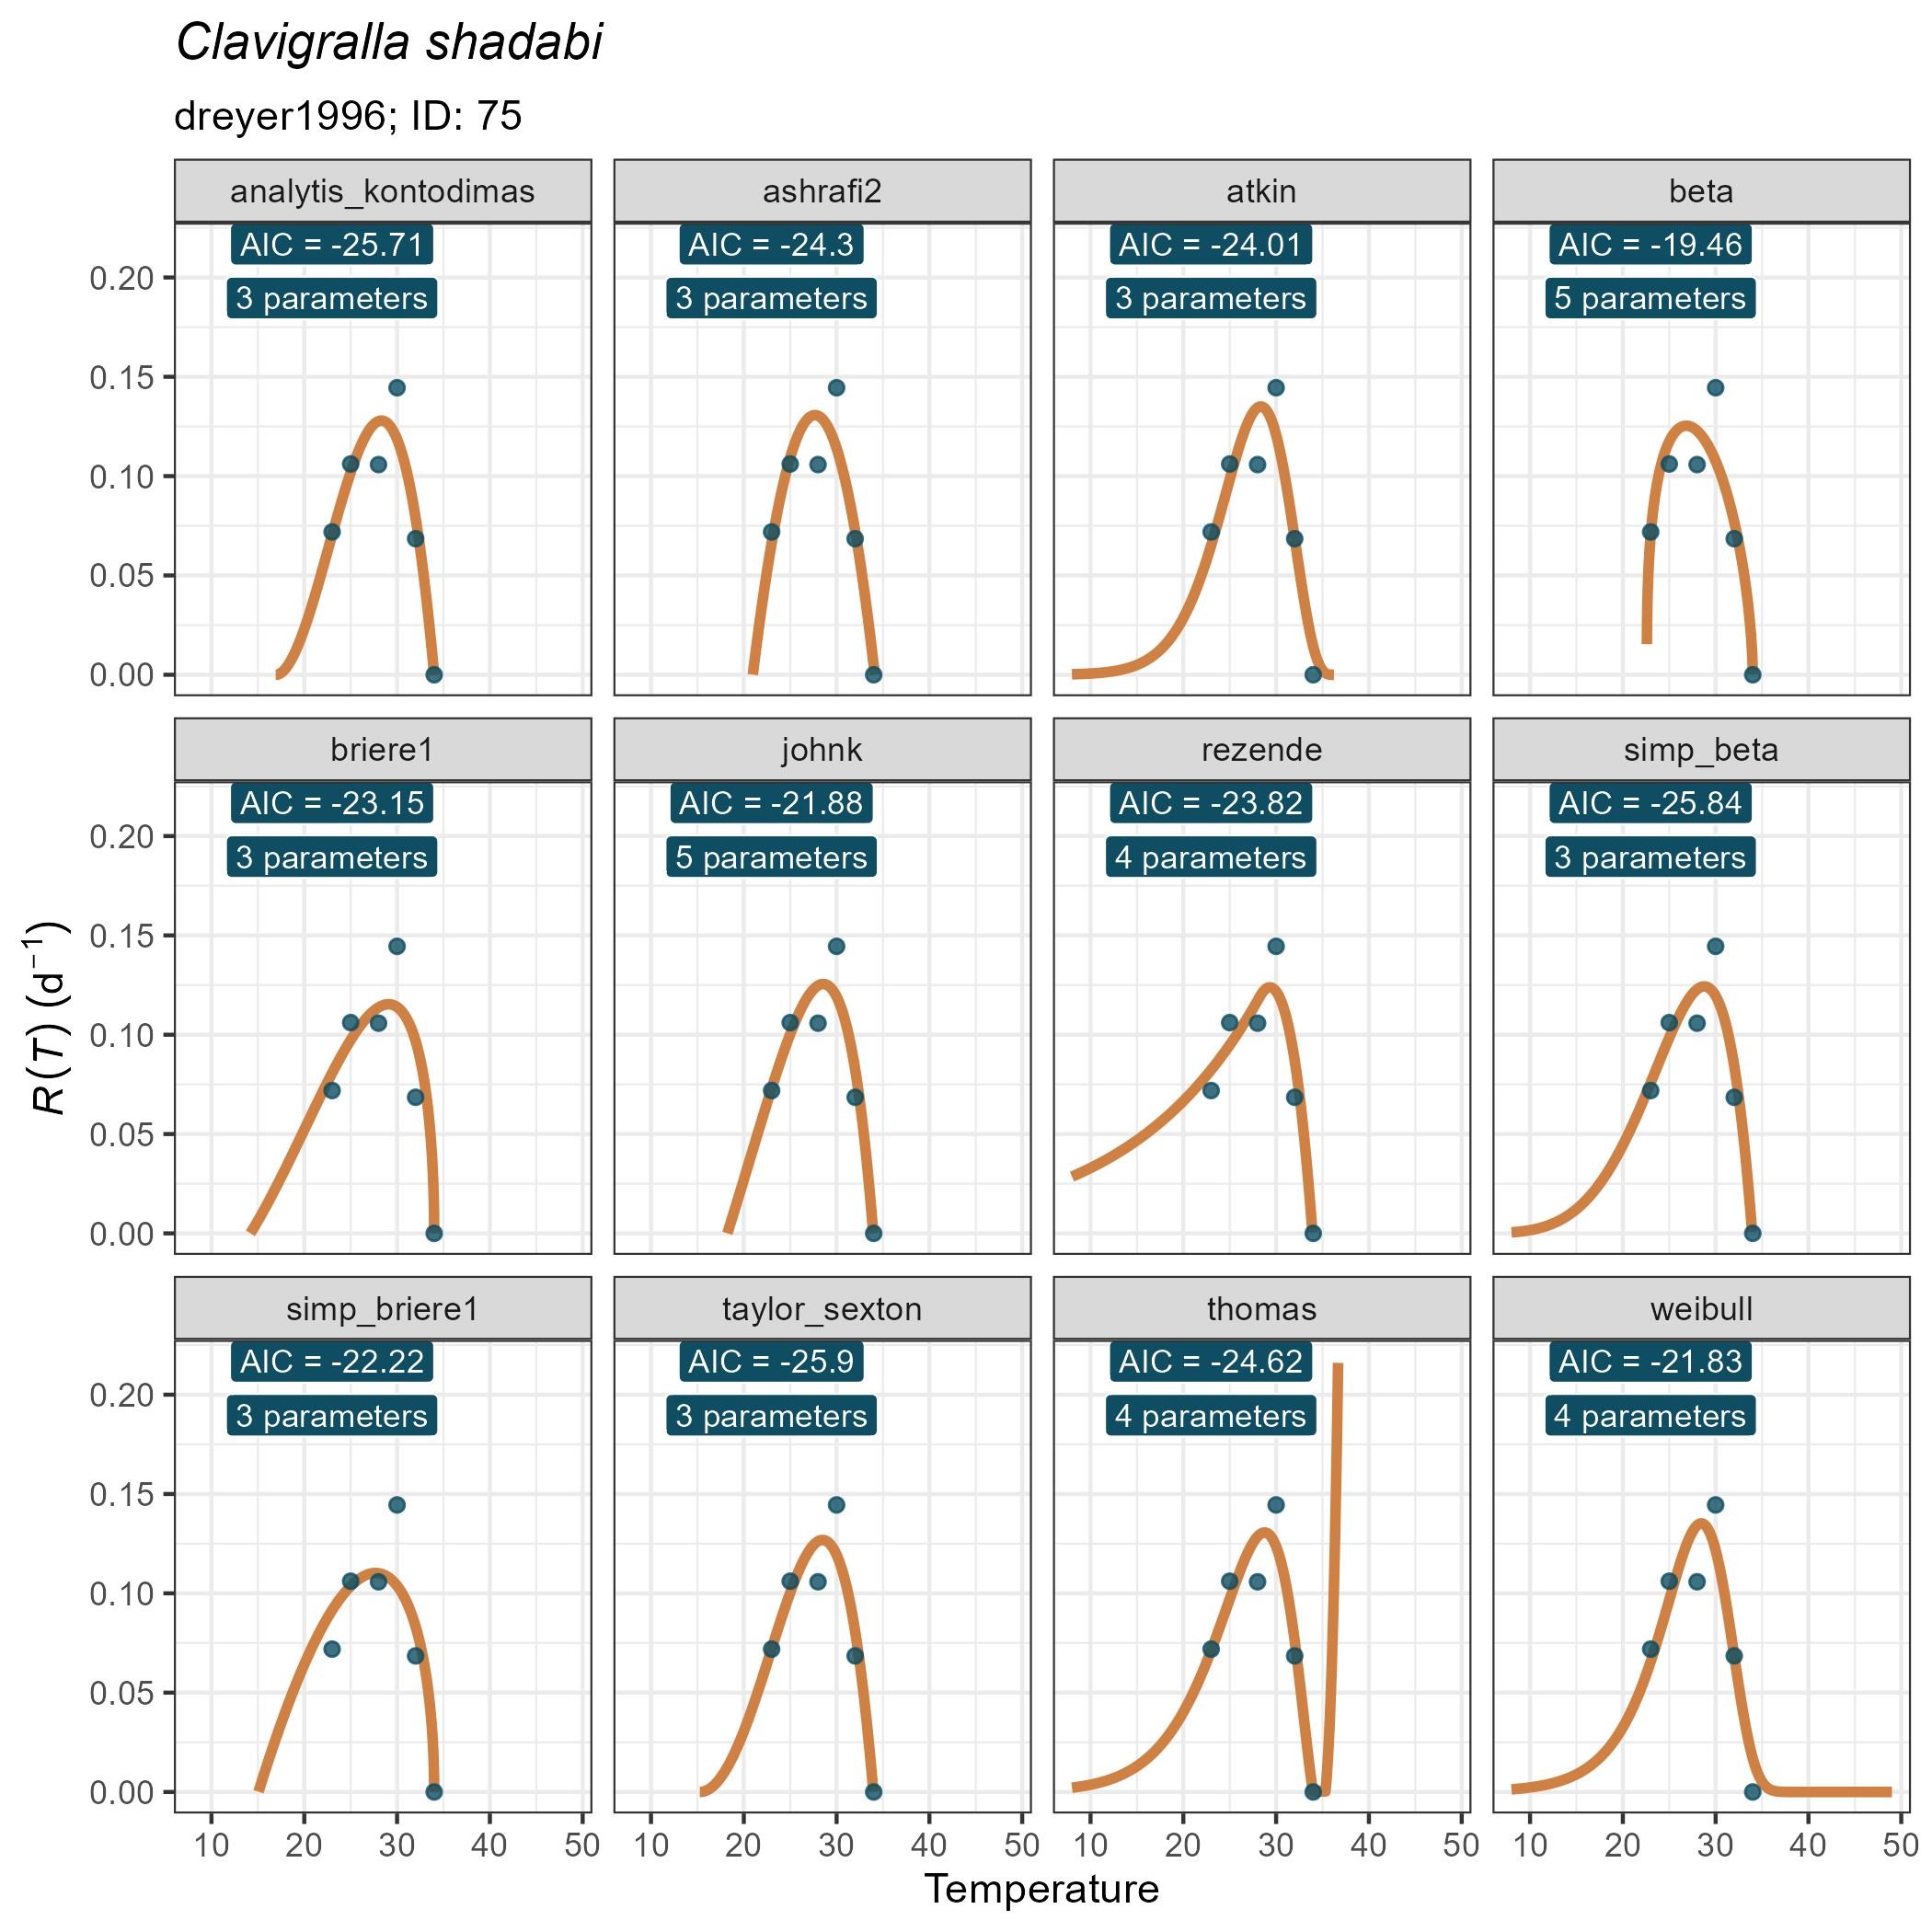 Clavigralla shadabi
dreyer1996; ID: 75
analytis_kontodimas
ashrafi2
atkin
beta
AIC = -25.71
3 parameters
AIC = -24.3
3 parameters
AIC = -24.01
3 parameters
AIC = -19.46
5 parameters
0.20
0.15
0.10
0.05
0.00
briere1
johnk
rezende
simp_beta
AIC = -23.15
3 parameters
AIC = -21.88
5 parameters
AIC = -23.82
4 parameters
AIC = -25.84
3 parameters
0.20
0.15
0.10
0.05
0.00
R(T) (d⁻¹)
simp_briere1
taylor_sexton
thomas
weibull
AIC = -22.22
3 parameters
AIC = -25.9
3 parameters
AIC = -24.62
4 parameters
AIC = -21.83
4 parameters
0.20
0.15
0.10
0.05
0.00
10 20 30 40 50
10 20 30 40 50
10 20 30 40 50
10 20 30 40 50
Temperature